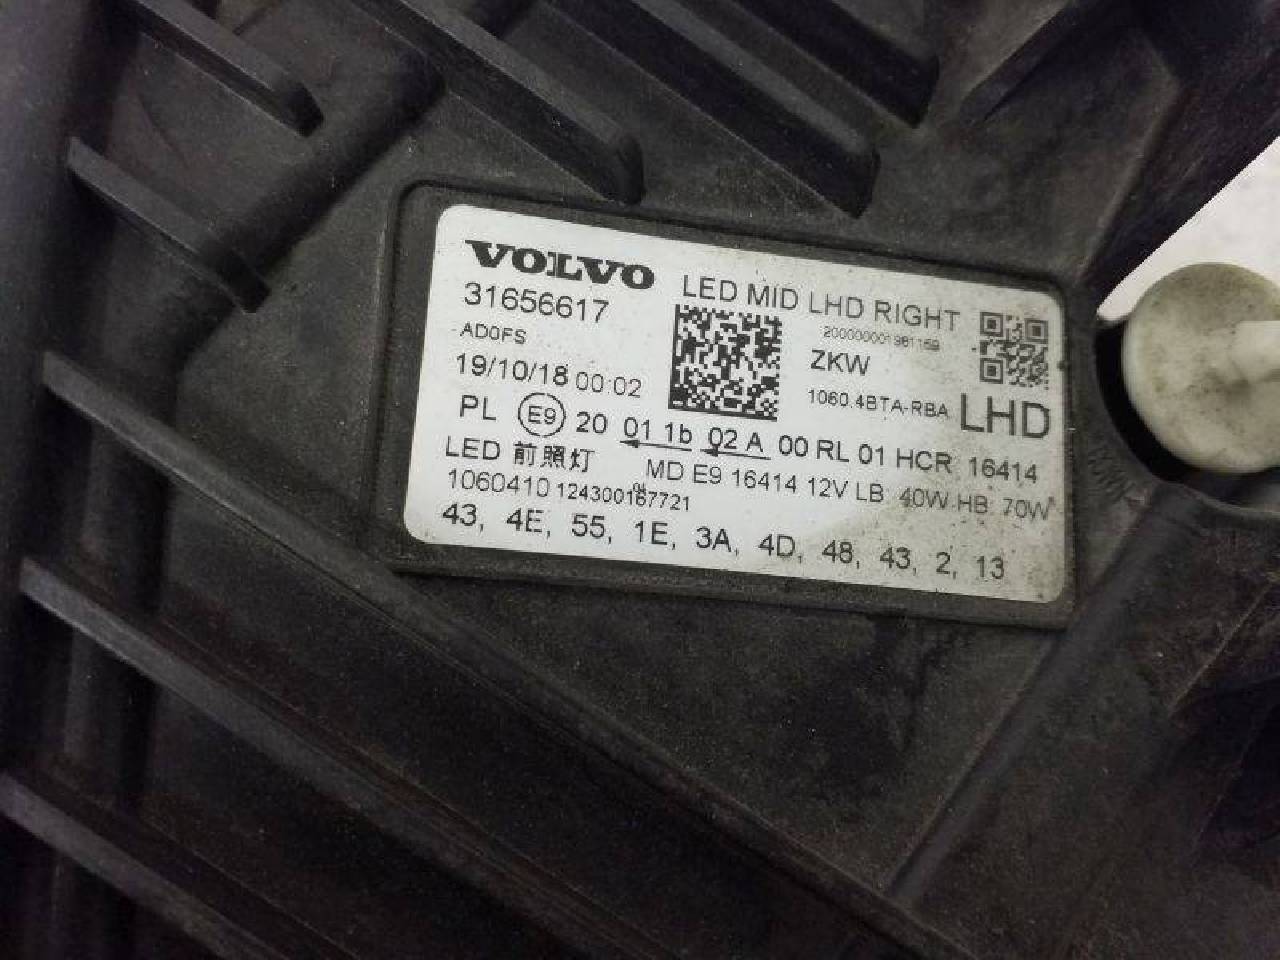 VOLVO LED MID LHD RIGHT
31656617
200000001981159
AD0FS
ZKW
19/10/18 00:02
1060.4BTA-RBA LHD
PL E9 20 01 1b 02 A 00 RL 01 HCR 16414
LED 前照灯 MD E9 16414 12V LB 40W HB 70W
1060410 124300167721
43, 4E, 55, 1E, 3A, 4D, 48, 43, 2, 13